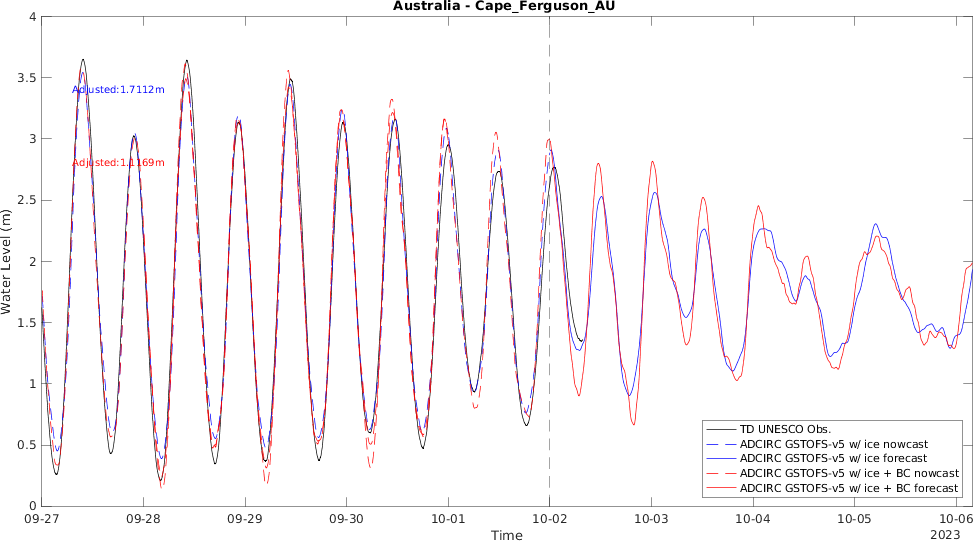 Australia - Cape_Ferguson_AU
4
3.5
3
2.5
2
1.5
1
0.5
0
Water Level (m)
Adjusted:1.7112m
Adjusted:1.1169m
TD UNESCO Obs.
ADCIRC GSTOFS-v5 w/ ice nowcast
ADCIRC GSTOFS-v5 w/ ice forecast
ADCIRC GSTOFS-v5 w/ ice + BC nowcast
ADCIRC GSTOFS-v5 w/ ice + BC forecast
09-27 09-28 09-29 09-30 10-01 10-02 10-03 10-04 10-05 10-06
Time
2023